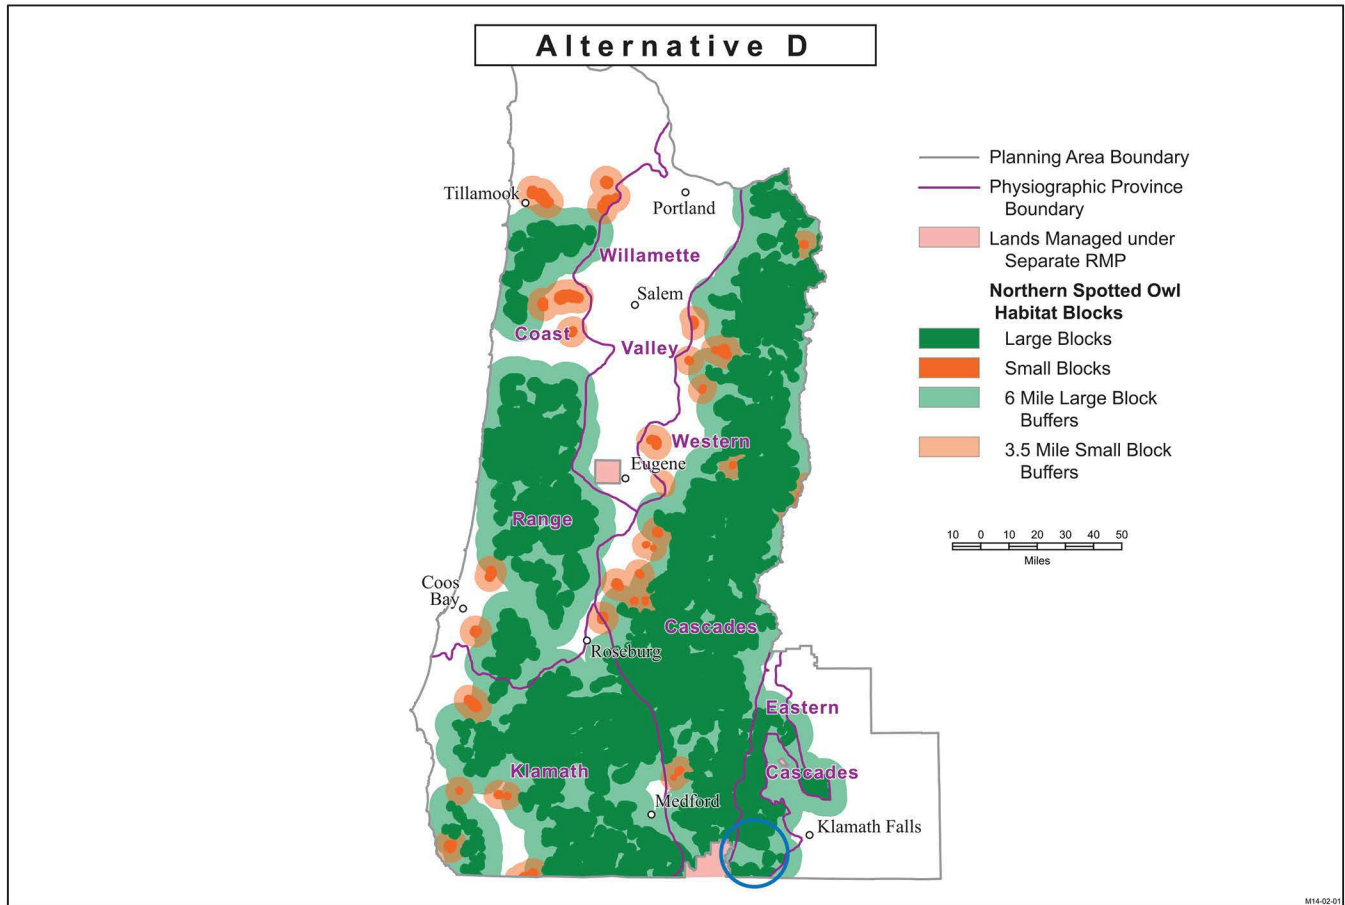 Alternative D
Planning Area Boundary
Physiographic Province
Boundary
Lands Managed under
Separate RMP
Northern Spotted Owl
Habitat Blocks
Large Blocks
Small Blocks
6 Mile Large Block
Buffers
3.5 Mile Small Block
Buffers
10 0 10 20 30 40 50
Miles
Tillamook
Portland
Willamette
Salem
Coast
Valley
Western
Eugene
Range
Coos
Bay
Cascades
Roseburg
Eastern
Klamath
Cascades
Medford
Klamath Falls
M14-02-01